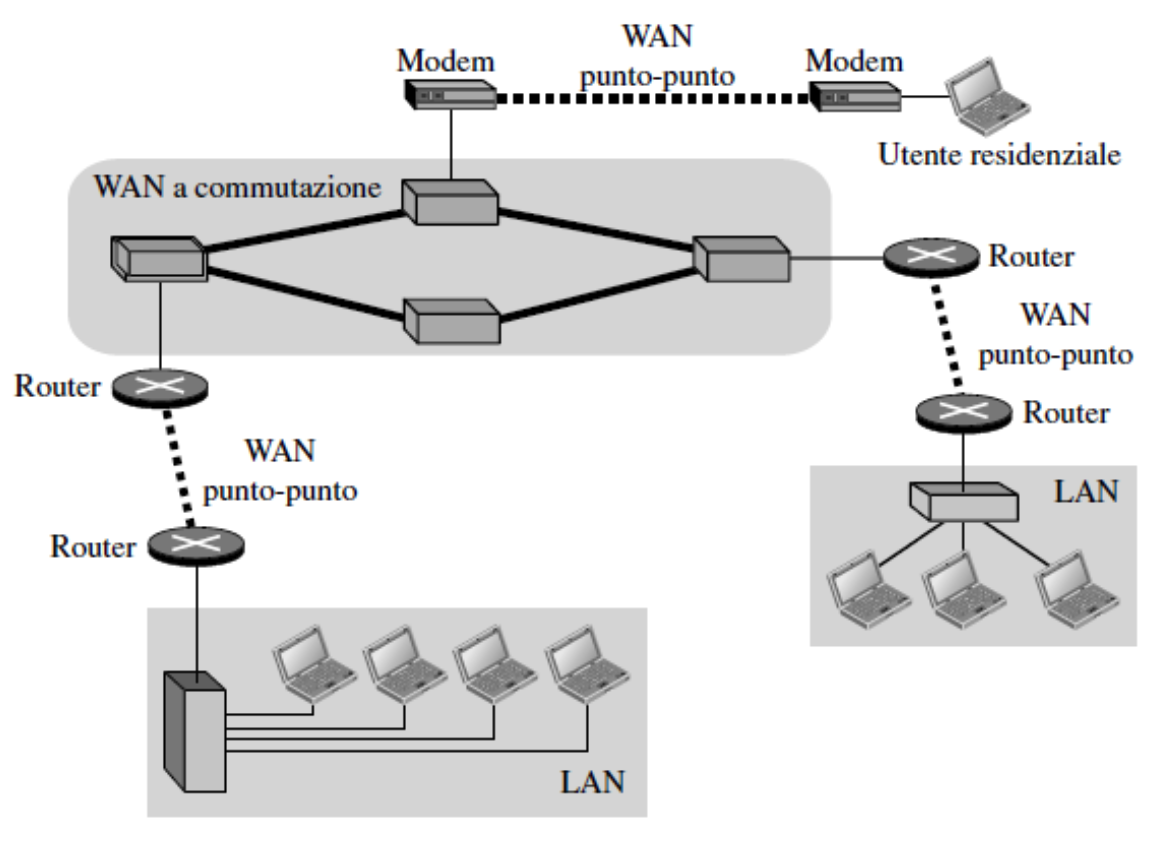 WAN
punto-punto
Modem
Modem
Utente residenziale
WAN a commutazione
Router
WAN
punto-punto
Router
Router
WAN
punto-punto
Router
LAN
LAN